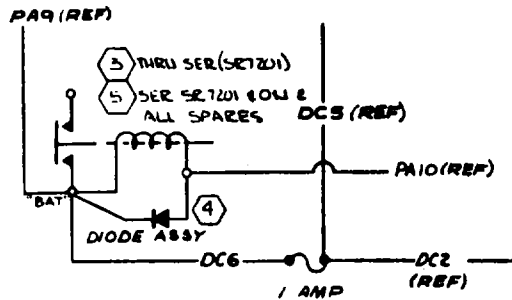 PA9 (REF)
3 THRU SER (SR7201)
5 SER SR7201 & ON &
ALL SPARES
DC5 (REF)
PA10 (REF)
"BAT"
4
DIODE ASSY
DC6
DC2
(REF)
1 AMP